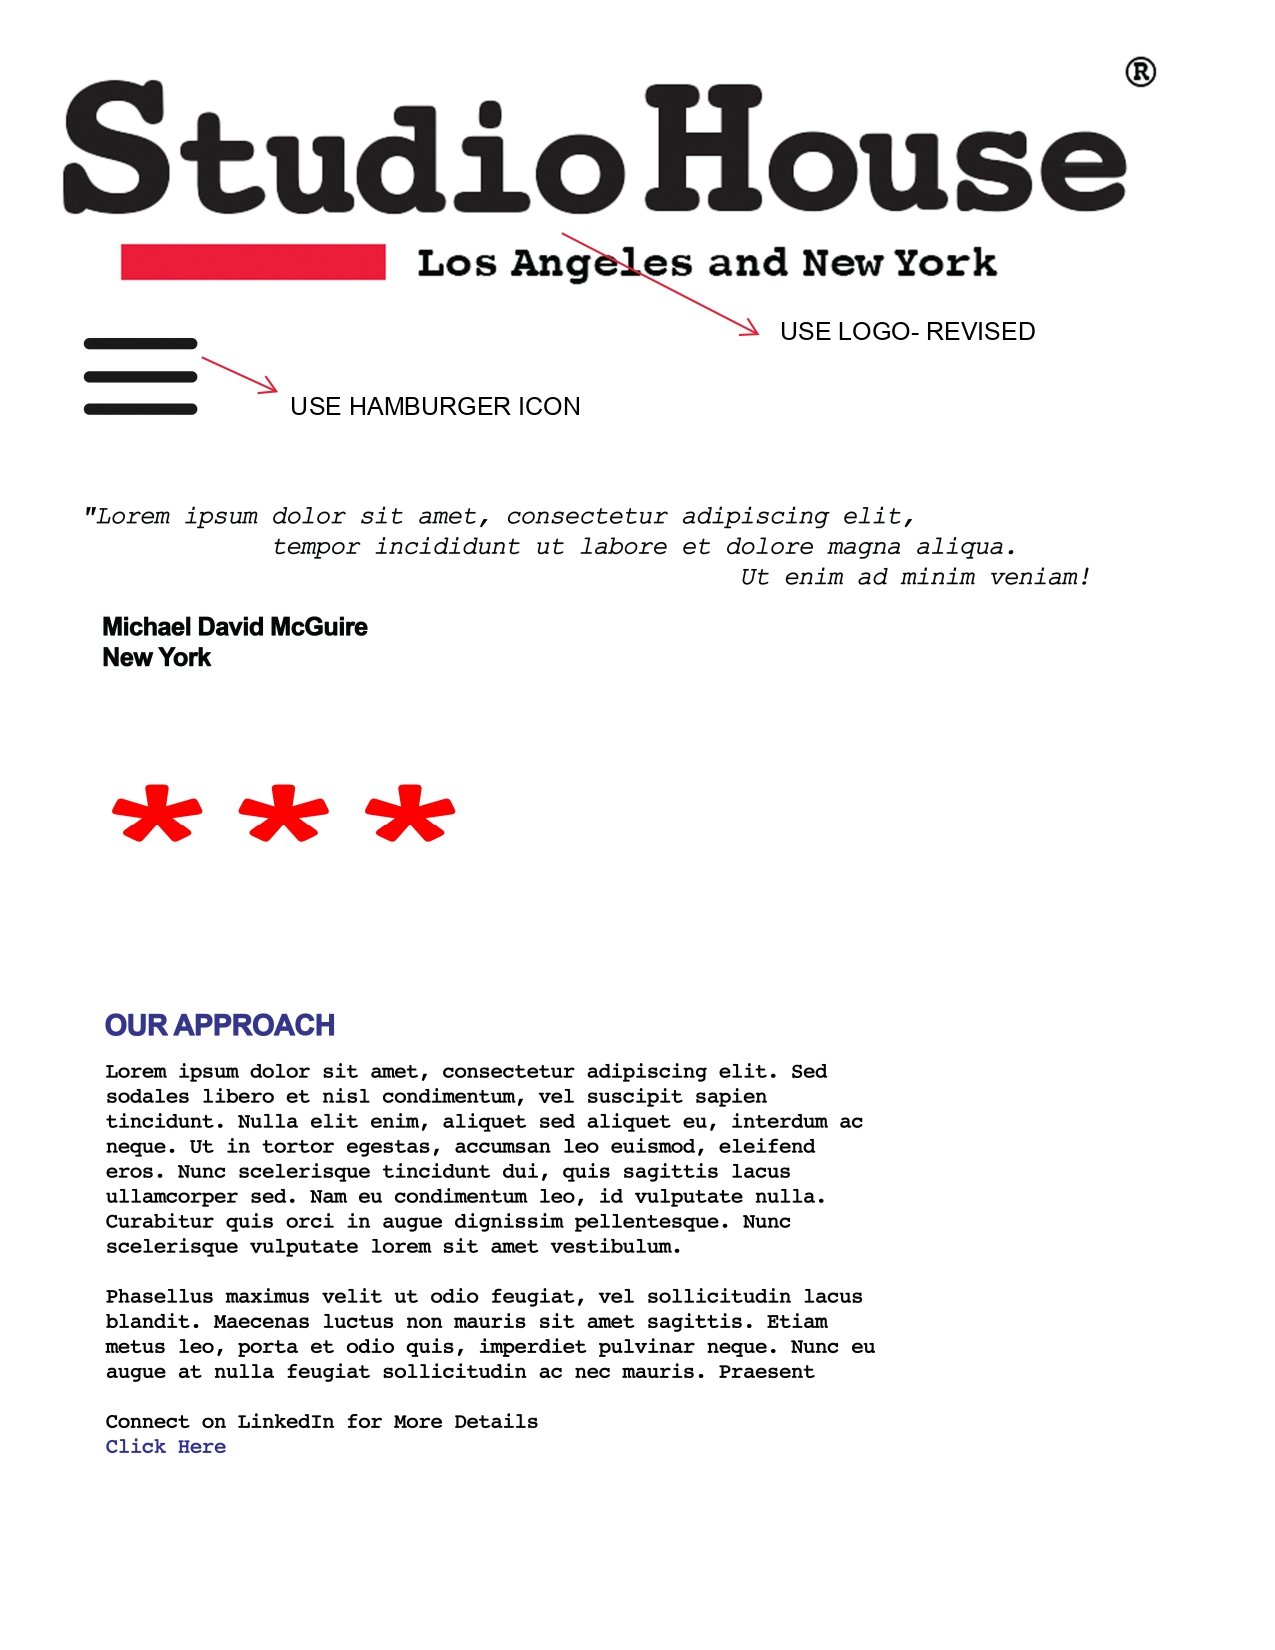 StudioHouse®
Los Angeles and New York
USE LOGO- REVISED
USE HAMBURGER ICON
"Lorem ipsum dolor sit amet, consectetur adipiscing elit,
tempor incididunt ut labore et dolore magna aliqua.
Ut enim ad minim veniam!
Michael David McGuire
New York
* * *
OUR APPROACH
Lorem ipsum dolor sit amet, consectetur adipiscing elit. Sed
sodales libero et nisl condimentum, vel suscipit sapien
tincidunt. Nulla elit enim, aliquet sed aliquet eu, interdum ac
neque. Ut in tortor egestas, accumsan leo euismod, eleifend
eros. Nunc scelerisque tincidunt dui, quis sagittis lacus
ullamcorper sed. Nam eu condimentum leo, id vulputate nulla.
Curabitur quis orci in augue dignissim pellentesque. Nunc
scelerisque vulputate lorem sit amet vestibulum.
Phasellus maximus velit ut odio feugiat, vel sollicitudin lacus
blandit. Maecenas luctus non mauris sit amet sagittis. Etiam
metus leo, porta et odio quis, imperdiet pulvinar neque. Nunc eu
augue at nulla feugiat sollicitudin ac nec mauris. Praesent
Connect on LinkedIn for More Details
Click Here